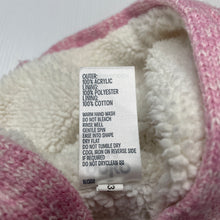 OUTER:
100% ACRYLIC
LINING:
100% POLYESTER
LINING:
100% COTTON
WARM HAND WASH
DO NOT BLEACH
RINSE WELL
GENTLE SPIN
EASE INTO SHAPE
DRY FLAT
DO NOT TUMBLE DRY
COOL IRON ON REVERSE SIDE
IF REQUIRED
DO NOT DRYCLEAN
3